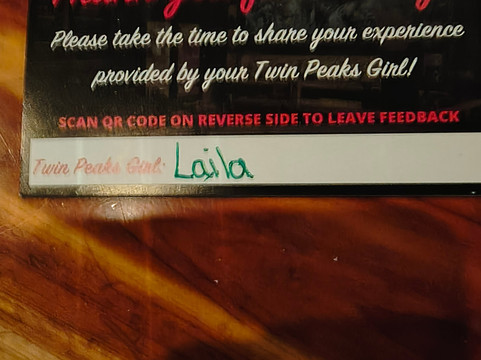 Please take the time to share your experience
provided by your Twin Peaks Girl!
SCAN QR CODE ON REVERSE SIDE TO LEAVE FEEDBACK
Twin Peaks Girl: Laila